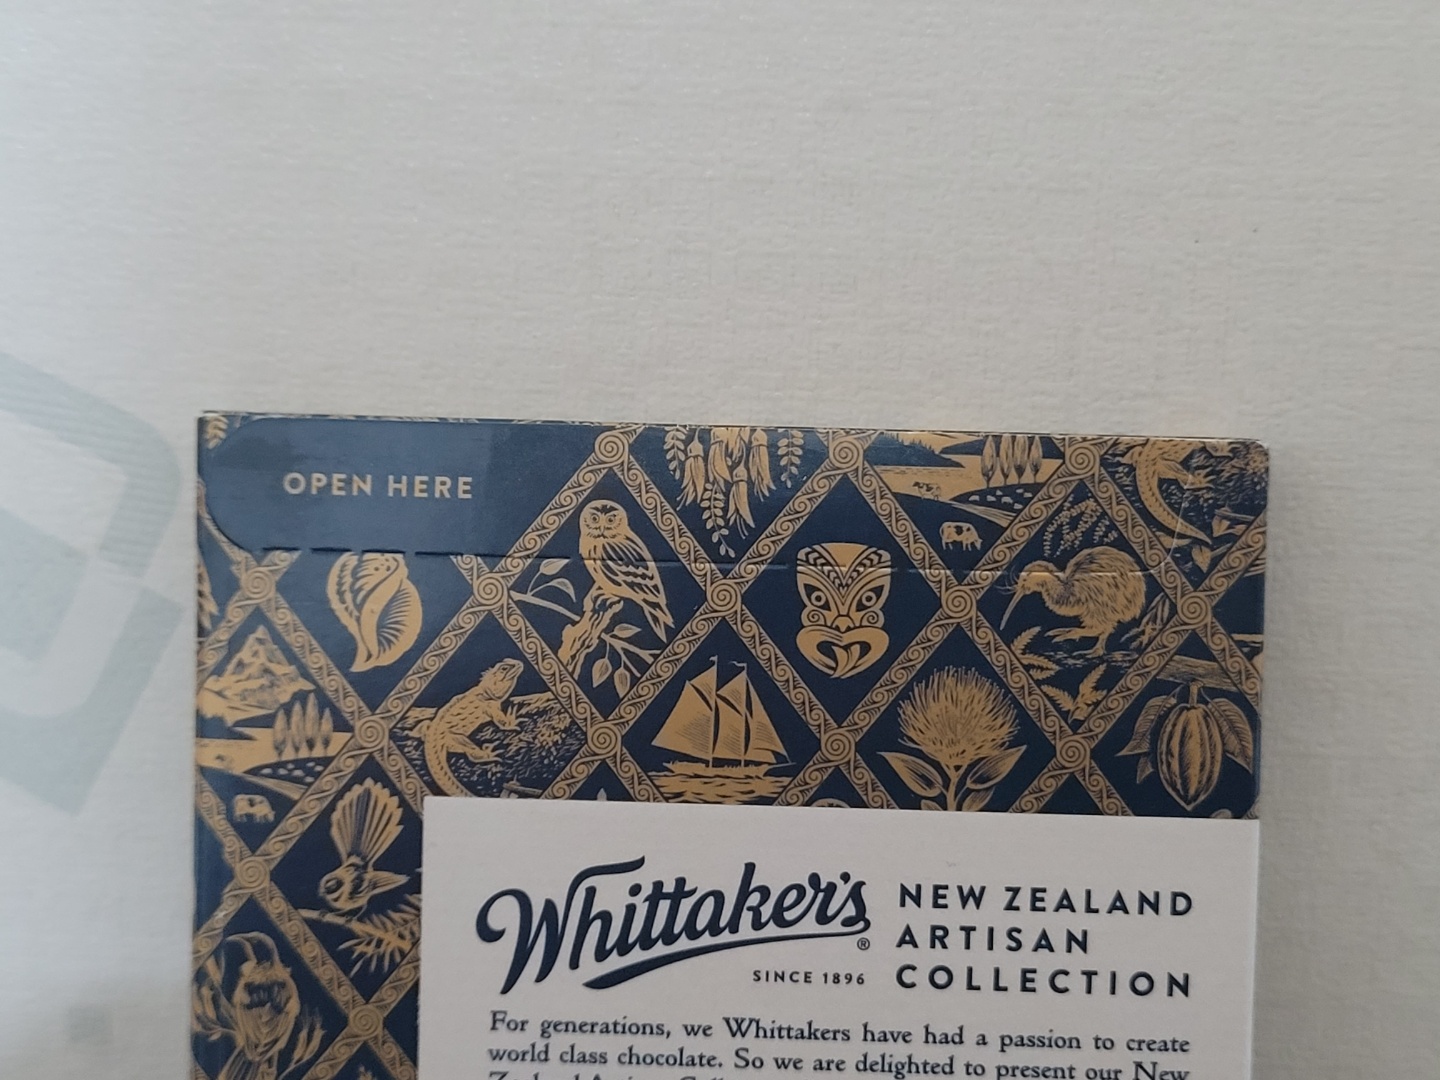 OPEN HERE
Whittaker's®
SINCE 1896
NEW ZEALAND
ARTISAN
COLLECTION
For generations, we Whittakers have had a passion to create
world class chocolate. So we are delighted to present our New